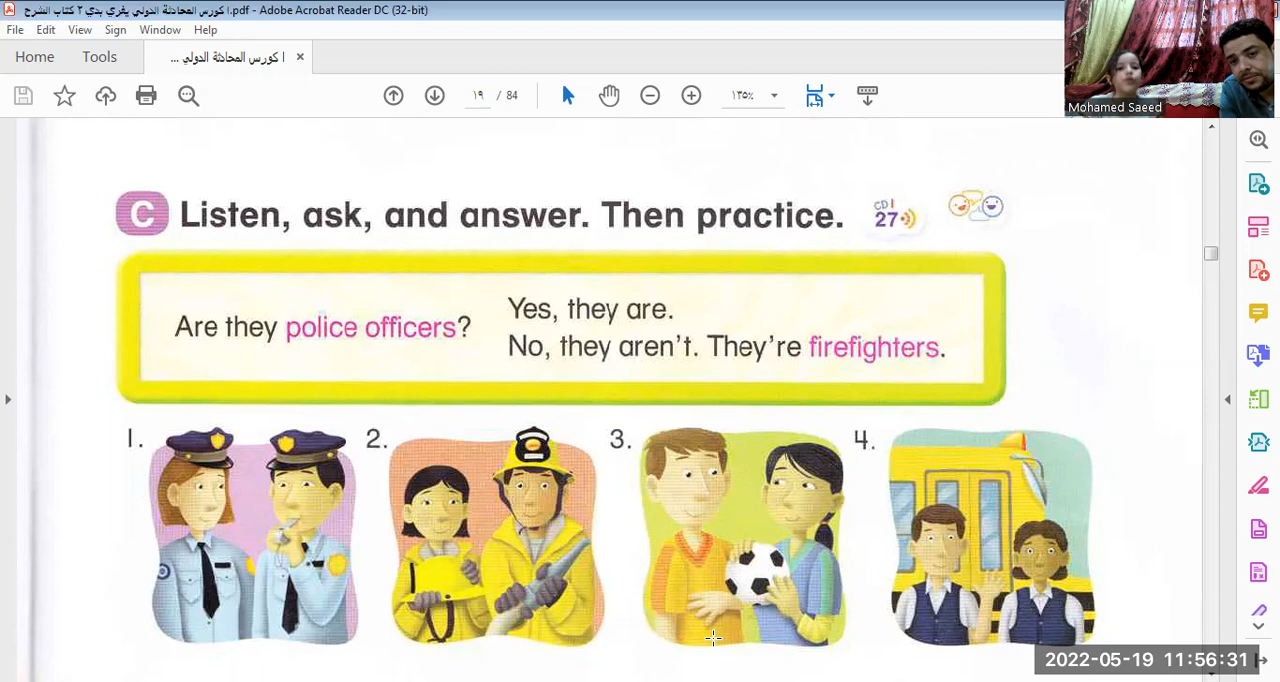 ا كورس المحادثة الدولي يفري بدي ٢ كتاب الشرح.pdf - Adobe Acrobat Reader DC (32-bit)
File Edit View Sign Window Help
Home Tools ا كورس المحادثة الدولي ... ×
١٩ / 84 ١٣٥%
Mohamed Saeed
C Listen, ask, and answer. Then practice. CD1 27
Are they police officers?
Yes, they are.
No, they aren't. They're firefighters.
1. 2. 3. 4.
2022-05-19 11:56:31